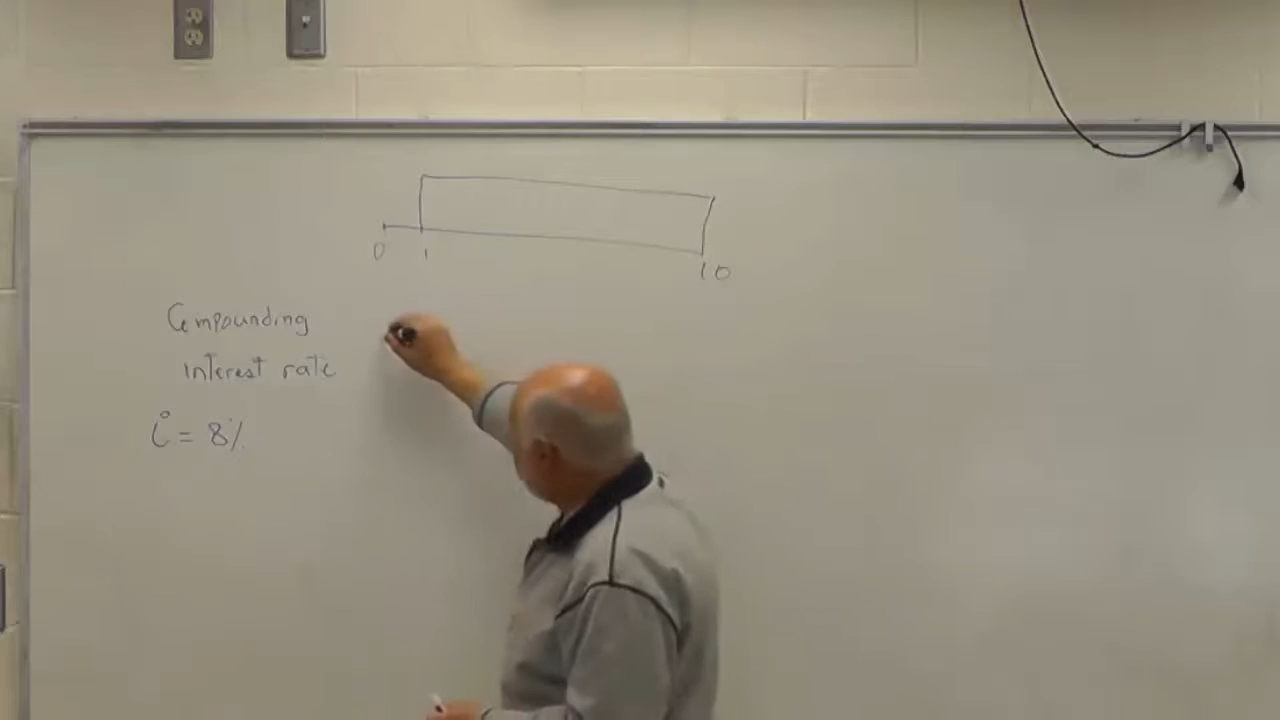 0 1 10
Compounding
interest rate
i = 8%